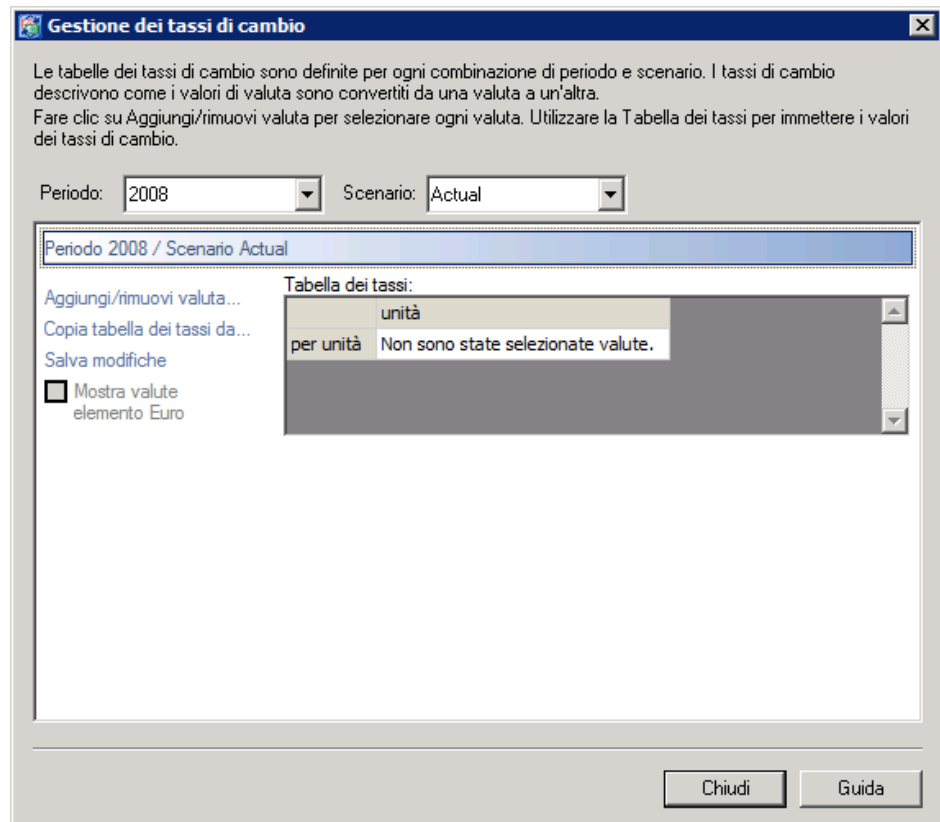 Gestione dei tassi di cambio
Le tabelle dei tassi di cambio sono definite per ogni combinazione di periodo e scenario. I tassi di cambio
descrivono come i valori di valuta sono convertiti da una valuta a un'altra.
Fare clic su Aggiungi/rimuovi valuta per selezionare ogni valuta. Utilizzare la Tabella dei tassi per immettere i valori
dei tassi di cambio.
Periodo: 2008 Scenario: Actual
Periodo 2008 / Scenario Actual
Aggiungi/rimuovi valuta...
Copia tabella dei tassi da...
Salva modifiche
Mostra valute
elemento Euro
Tabella dei tassi:
unità
per unità Non sono state selezionate valute.
Chiudi Guida